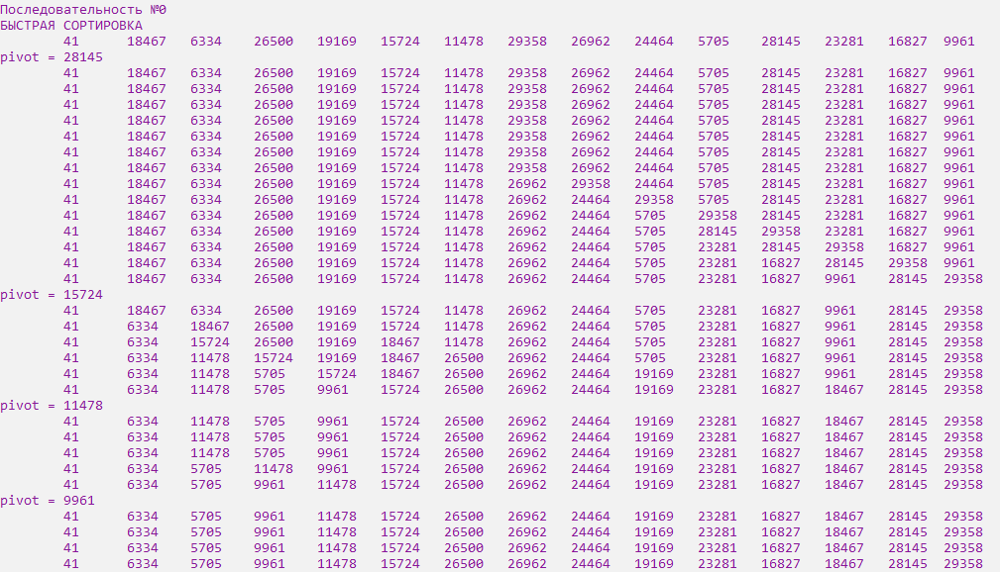 Последовательность №0
БЫСТРАЯ СОРТИРОВКА
41 18467 6334 26500 19169 15724 11478 29358 26962 24464 5705 28145 23281 16827 9961
pivot = 28145
41 18467 6334 26500 19169 15724 11478 29358 26962 24464 5705 28145 23281 16827 9961
41 18467 6334 26500 19169 15724 11478 29358 26962 24464 5705 28145 23281 16827 9961
41 18467 6334 26500 19169 15724 11478 29358 26962 24464 5705 28145 23281 16827 9961
41 18467 6334 26500 19169 15724 11478 29358 26962 24464 5705 28145 23281 16827 9961
41 18467 6334 26500 19169 15724 11478 29358 26962 24464 5705 28145 23281 16827 9961
41 18467 6334 26500 19169 15724 11478 29358 26962 24464 5705 28145 23281 16827 9961
41 18467 6334 26500 19169 15724 11478 29358 26962 24464 5705 28145 23281 16827 9961
41 18467 6334 26500 19169 15724 11478 26962 29358 24464 5705 28145 23281 16827 9961
41 18467 6334 26500 19169 15724 11478 26962 24464 29358 5705 28145 23281 16827 9961
41 18467 6334 26500 19169 15724 11478 26962 24464 5705 29358 28145 23281 16827 9961
41 18467 6334 26500 19169 15724 11478 26962 24464 5705 28145 29358 23281 16827 9961
41 18467 6334 26500 19169 15724 11478 26962 24464 5705 23281 28145 29358 16827 9961
41 18467 6334 26500 19169 15724 11478 26962 24464 5705 23281 16827 28145 29358 9961
41 18467 6334 26500 19169 15724 11478 26962 24464 5705 23281 16827 9961 28145 29358
pivot = 15724
41 18467 6334 26500 19169 15724 11478 26962 24464 5705 23281 16827 9961 28145 29358
41 6334 18467 26500 19169 15724 11478 26962 24464 5705 23281 16827 9961 28145 29358
41 6334 15724 26500 19169 18467 11478 26962 24464 5705 23281 16827 9961 28145 29358
41 6334 11478 15724 19169 18467 26500 26962 24464 5705 23281 16827 9961 28145 29358
41 6334 11478 5705 15724 18467 26500 26962 24464 19169 23281 16827 9961 28145 29358
41 6334 11478 5705 9961 15724 26500 26962 24464 19169 23281 16827 18467 28145 29358
pivot = 11478
41 6334 11478 5705 9961 15724 26500 26962 24464 19169 23281 16827 18467 28145 29358
41 6334 11478 5705 9961 15724 26500 26962 24464 19169 23281 16827 18467 28145 29358
41 6334 11478 5705 9961 15724 26500 26962 24464 19169 23281 16827 18467 28145 29358
41 6334 5705 11478 9961 15724 26500 26962 24464 19169 23281 16827 18467 28145 29358
41 6334 5705 9961 11478 15724 26500 26962 24464 19169 23281 16827 18467 28145 29358
pivot = 9961
41 6334 5705 9961 11478 15724 26500 26962 24464 19169 23281 16827 18467 28145 29358
41 6334 5705 9961 11478 15724 26500 26962 24464 19169 23281 16827 18467 28145 29358
41 6334 5705 9961 11478 15724 26500 26962 24464 19169 23281 16827 18467 28145 29358
41 6334 5705 9961 11478 15724 26500 26962 24464 19169 23281 16827 18467 28145 29358